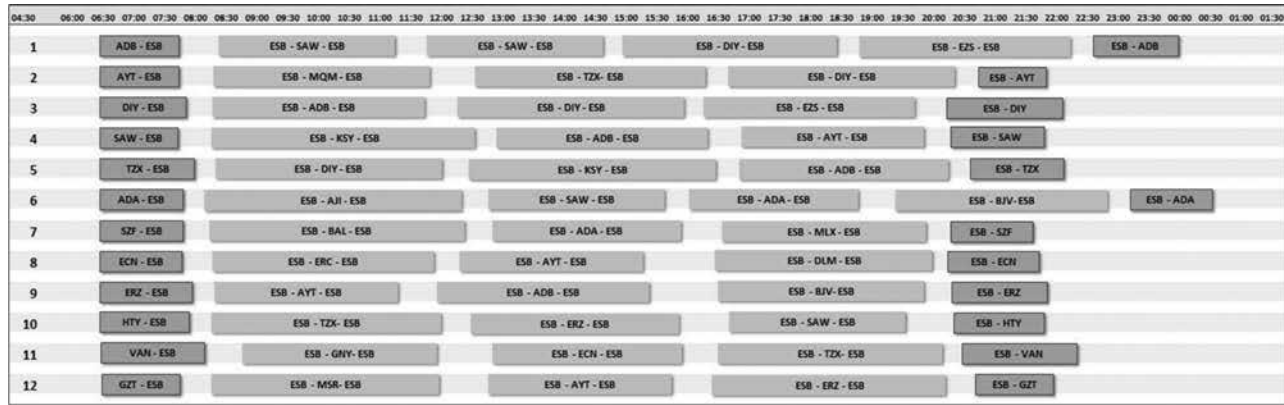 04:30 06:00 06:30 07:00 07:30 08:00 08:30 09:00 09:30 10:00 10:30 11:00 11:30 12:00 12:30 13:00 13:30 14:00 14:30 15:00 15:30 16:00 16:30 17:00 17:30 18:00 18:30 19:00 19:30 20:00 20:30 21:00 21:30 22:00 22:30 23:00 23:30 00:00 00:30 01:00 01:30
1 ADB - ESB ESB - SAW - ESB ESB - SAW - ESB ESB - DIY - ESB ESB - EZS - ESB ESB - ADB
2 AYT - ESB ESB - MQM - ESB ESB - TZX- ESB ESB - DIY - ESB ESB - AYT
3 DIY - ESB ESB - ADB - ESB ESB - DIY - ESB ESB - EZS - ESB ESB - DIY
4 SAW - ESB ESB - KSY - ESB ESB - ADB - ESB ESB - AYT - ESB ESB - SAW
5 TZX - ESB ESB - DIY - ESB ESB - KSY - ESB ESB - ADB - ESB ESB - TZX
6 ADA - ESB ESB - AJI - ESB ESB - SAW - ESB ESB - ADA - ESB ESB - BJV- ESB ESB - ADA
7 SZF - ESB ESB - BAL - ESB ESB - ADA - ESB ESB - MLX - ESB ESB - SZF
8 ECN - ESB ESB - ERC - ESB ESB - AYT - ESB ESB - DLM - ESB ESB - ECN
9 ERZ - ESB ESB - AYT - ESB ESB - ADB - ESB ESB - BJV- ESB ESB - ERZ
10 HTY - ESB ESB - TZX- ESB ESB - ERZ - ESB ESB - SAW - ESB ESB - HTY
11 VAN - ESB ESB - GNY- ESB ESB - ECN - ESB ESB - TZX- ESB ESB - VAN
12 GZT - ESB ESB - MSR- ESB ESB - AYT - ESB ESB - ERZ - ESB ESB - GZT